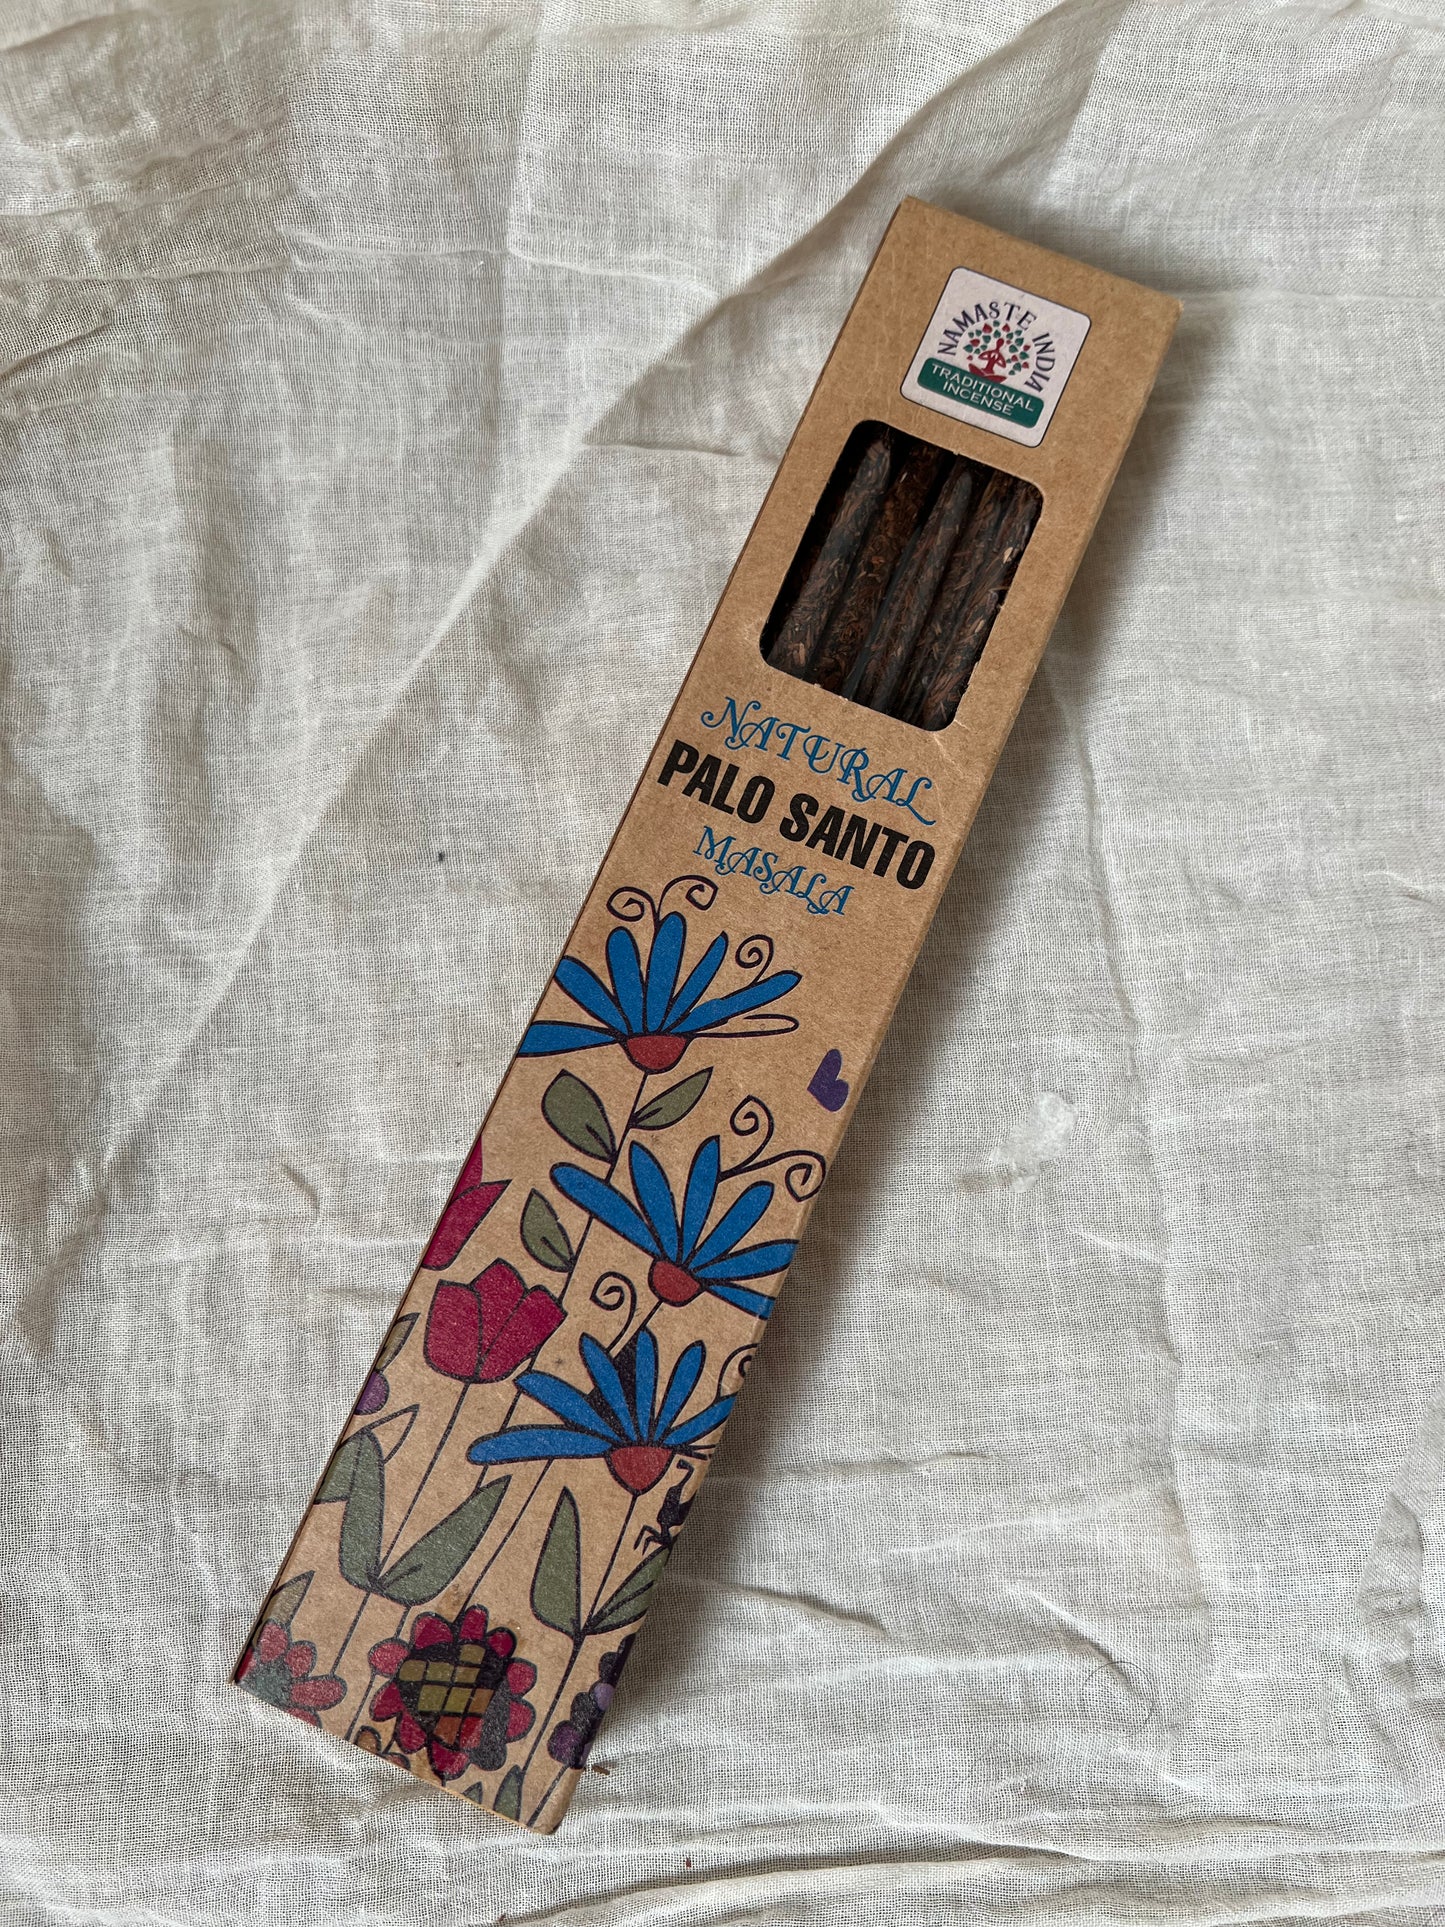 NAMASTE INDIA
TRADITIONAL
INCENSE
NATURAL
PALO SANTO
MASALA